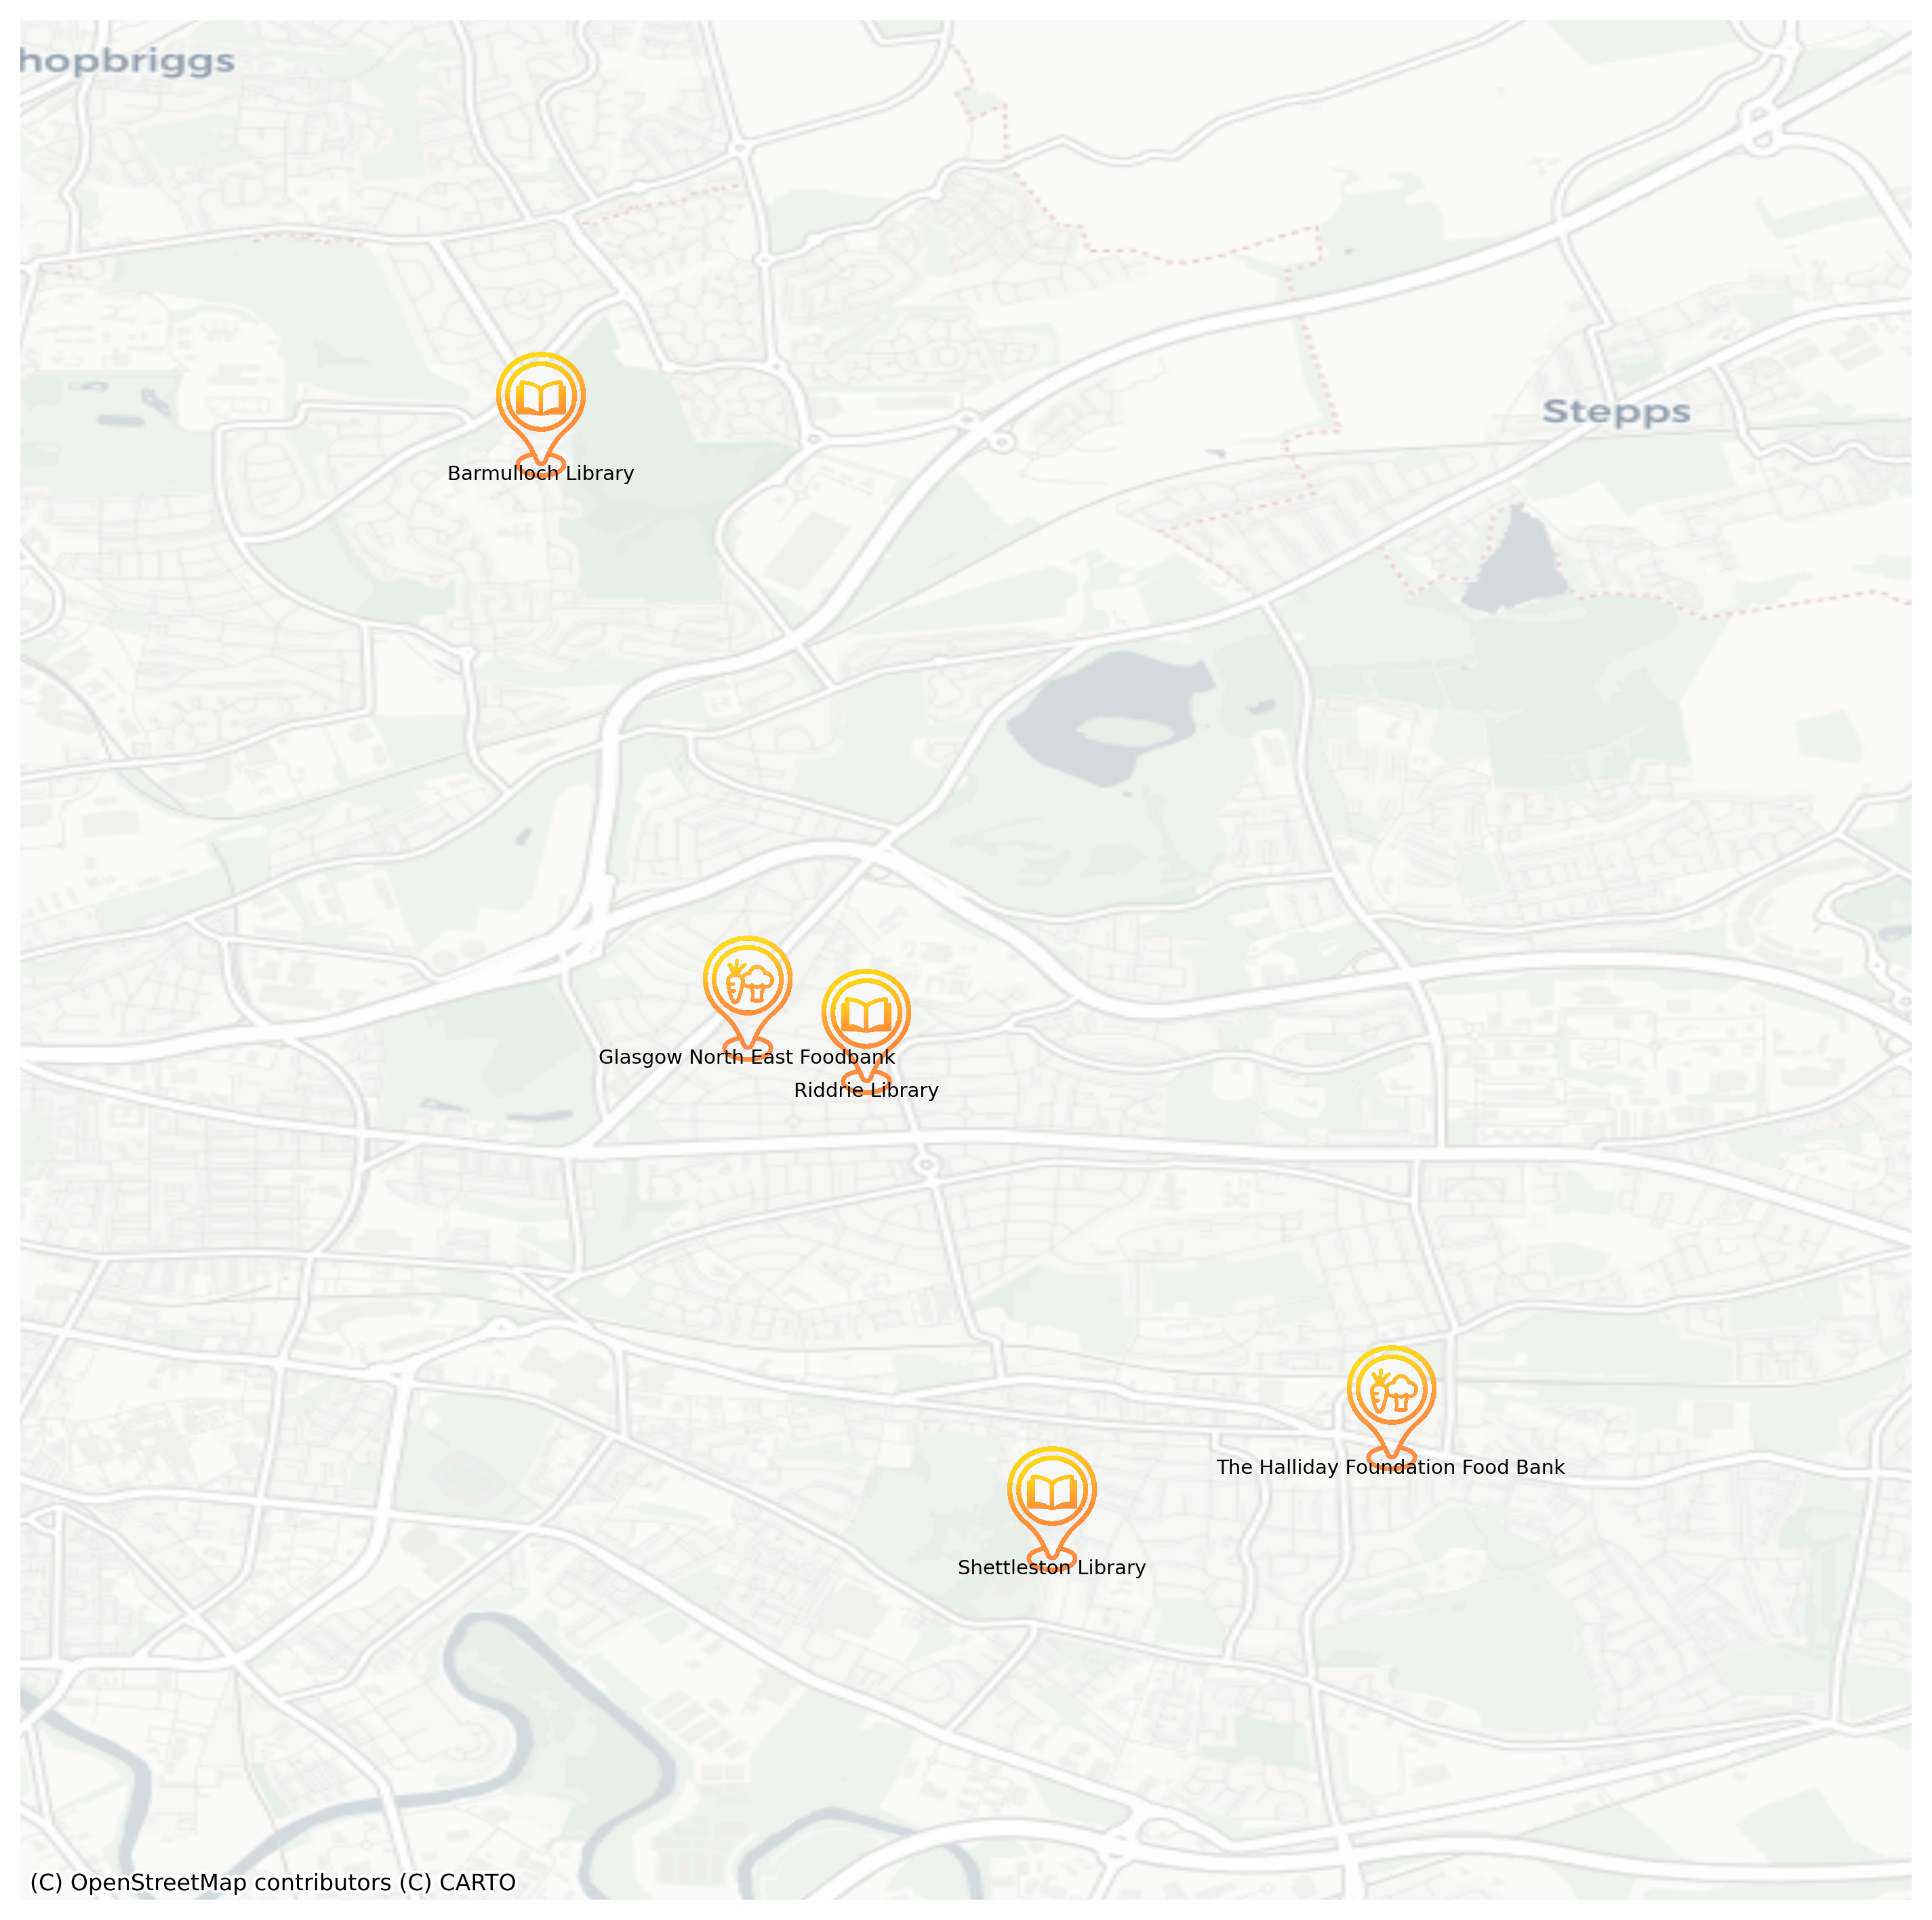 hopbriggs
Stepps
Barmulloch Library
Glasgow North East Foodbank
Riddrie Library
The Halliday Foundation Food Bank
Shettleston Library
(C) OpenStreetMap contributors (C) CARTO